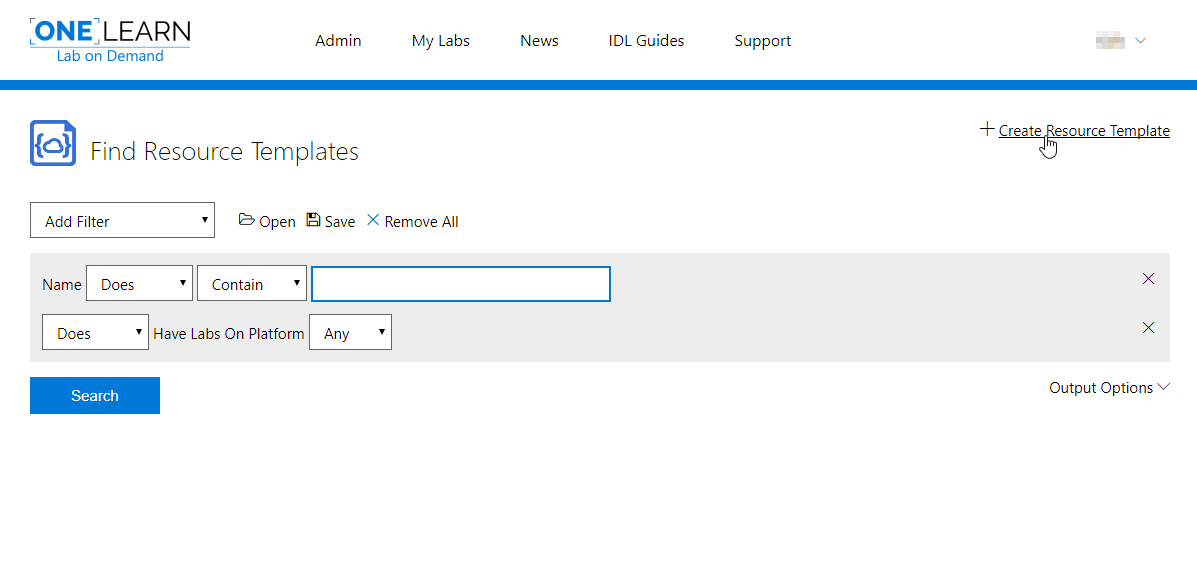 ONE LEARN
Lab on Demand
Admin My Labs News IDL Guides Support
Create Resource Template
Find Resource Templates
Add Filter Open Save Remove All
Name Does Contain
Does Have Labs On Platform Any
Search
Output Options